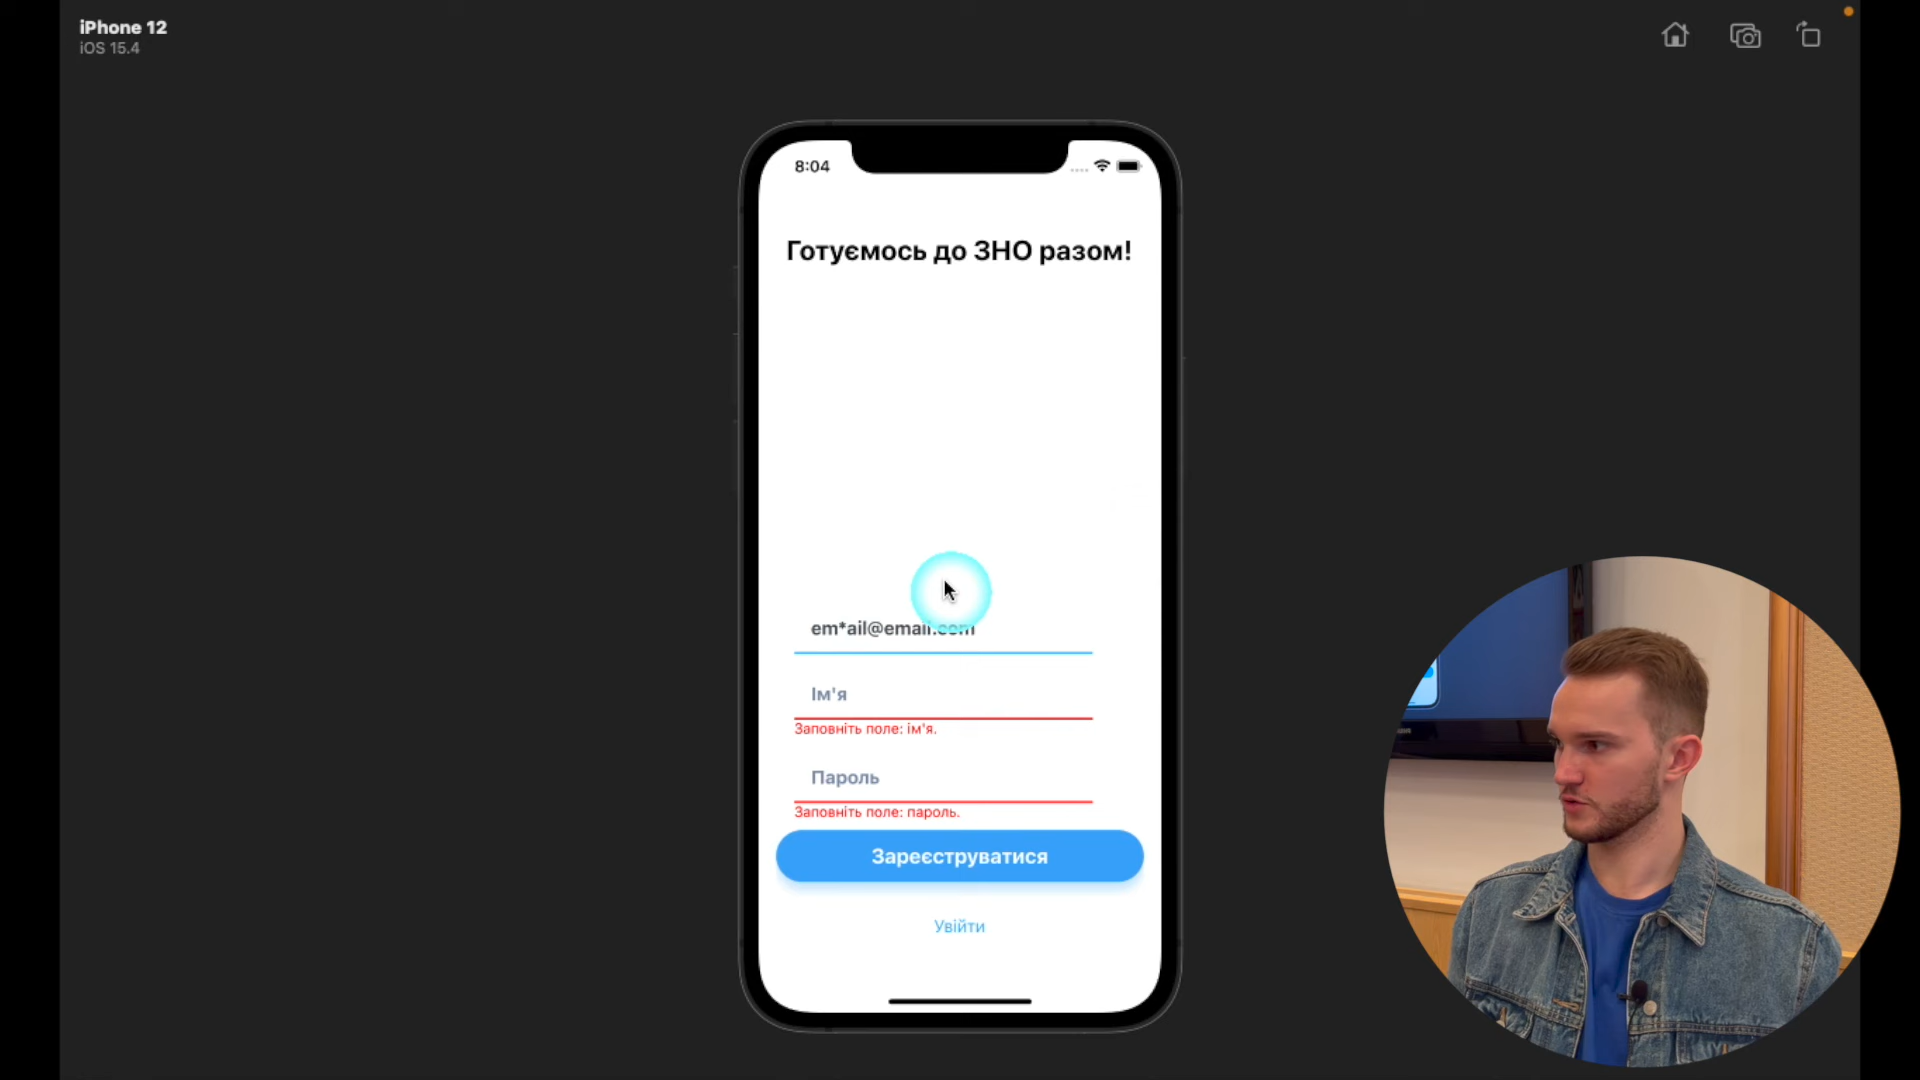 iPhone 12
iOS 15.4
8:04
Готуємось до ЗНО разом!
em*ail@email.com
Ім'я
Заповніть поле: ім'я.
Пароль
Заповніть поле: пароль.
Зареєструватися
Увійти